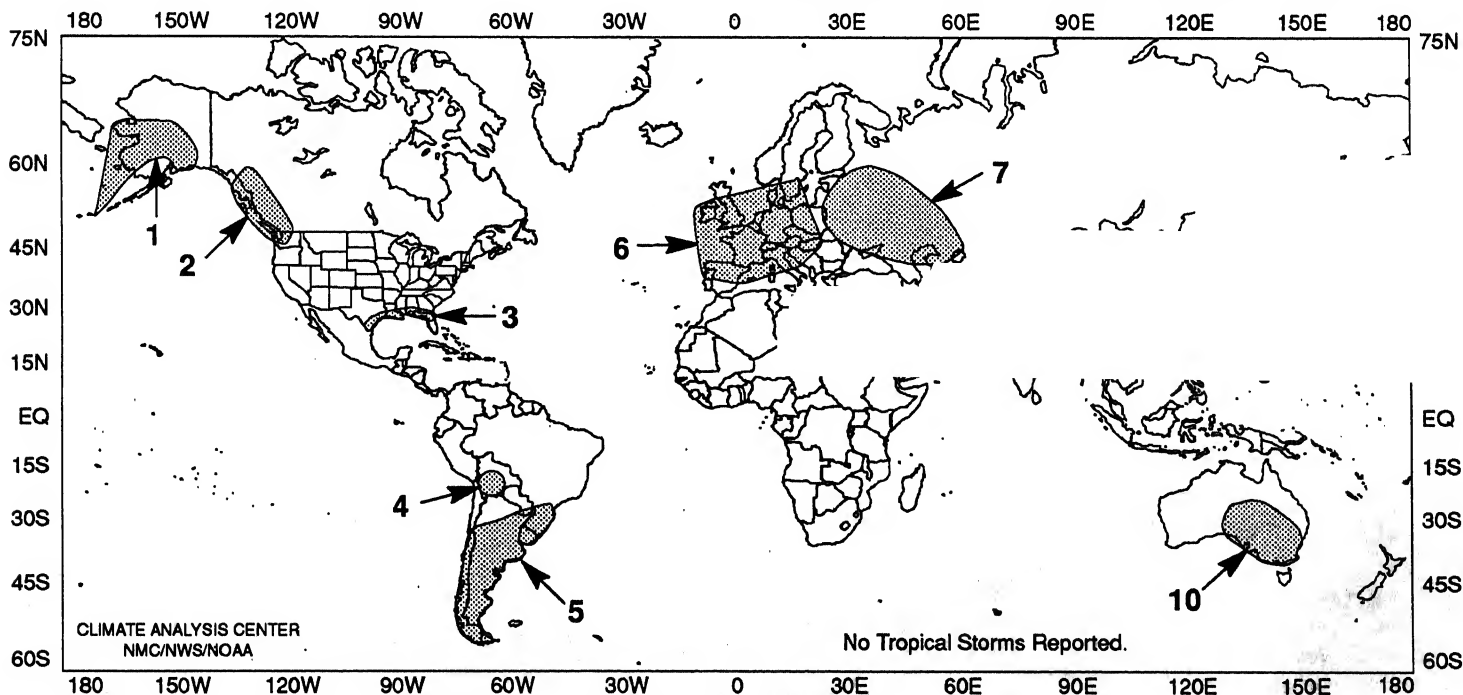 180 150W 120W 90W 60W 30W 0 30E 60E 90E 120E 150E 180
75N 75N
60N
1
2
7
6
45N
30N
3
15N
EQ EQ
15S 15S
4
30S 30S
45S 45S
5
10
CLIMATE ANALYSIS CENTER
NMC/NWS/NOAA
No Tropical Storms Reported.
60S 60S
180 150W 120W 90W 60W 30W 0 30E 60E 90E 120E 150E 180